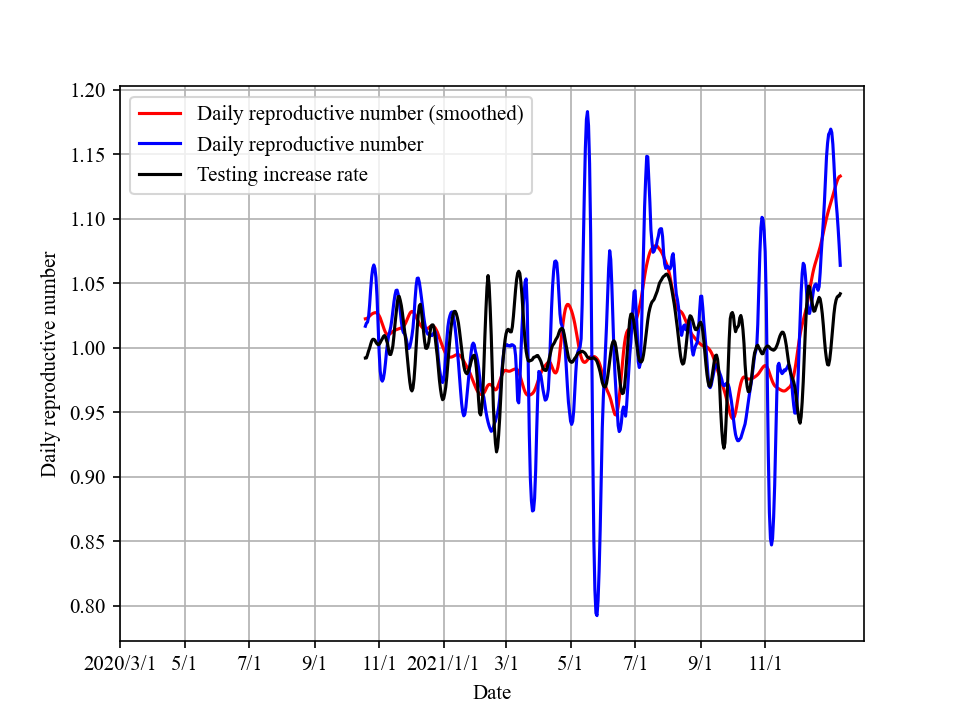 1.20
1.15
1.10
1.05
1.00
0.95
0.90
0.85
0.80
Daily reproductive number
Daily reproductive number (smoothed)
Daily reproductive number
Testing increase rate
2020/3/1 5/1 7/1 9/1 11/1 2021/1/1 3/1 5/1 7/1 9/1 11/1
Date